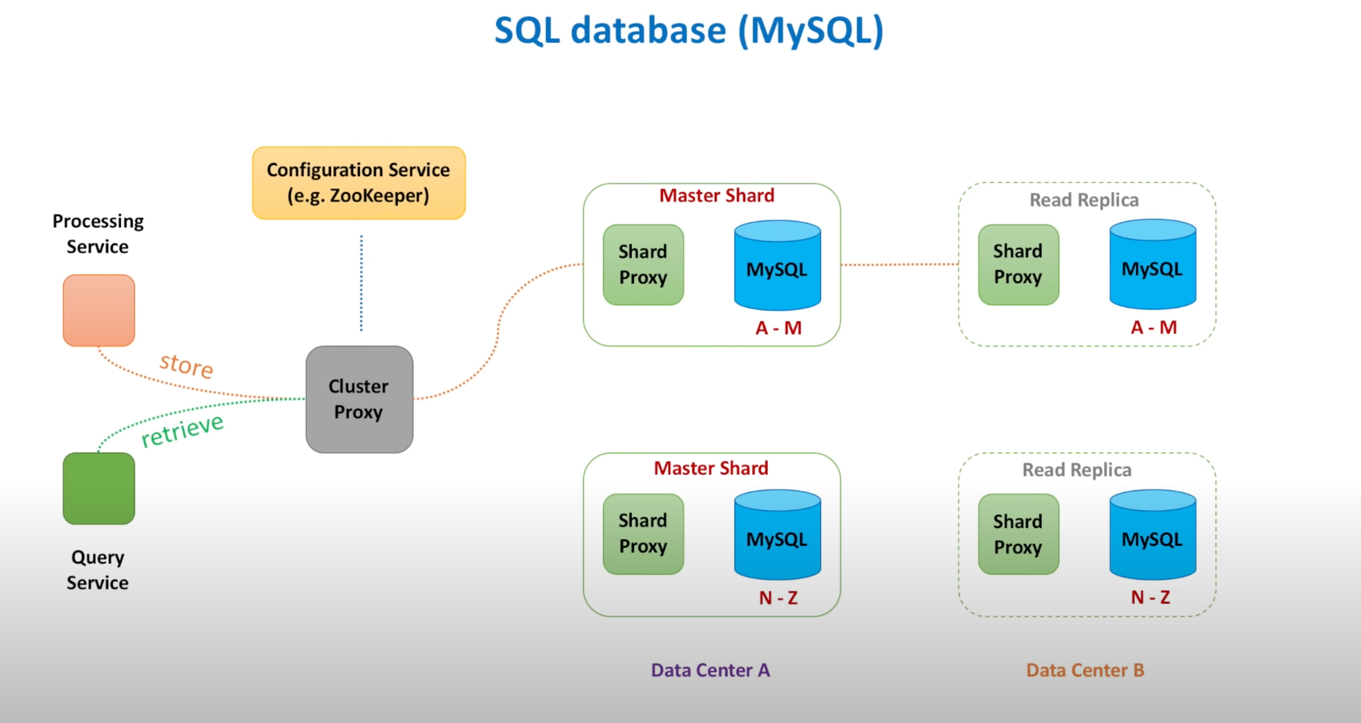 SQL database (MySQL)
Configuration Service
(e.g. ZooKeeper)
Processing
Service
store
retrieve
Query
Service
Cluster
Proxy
Master Shard
Shard
Proxy
MySQL
A - M
Read Replica
Shard
Proxy
MySQL
A - M
Master Shard
Shard
Proxy
MySQL
N - Z
Read Replica
Shard
Proxy
MySQL
N - Z
Data Center A
Data Center B